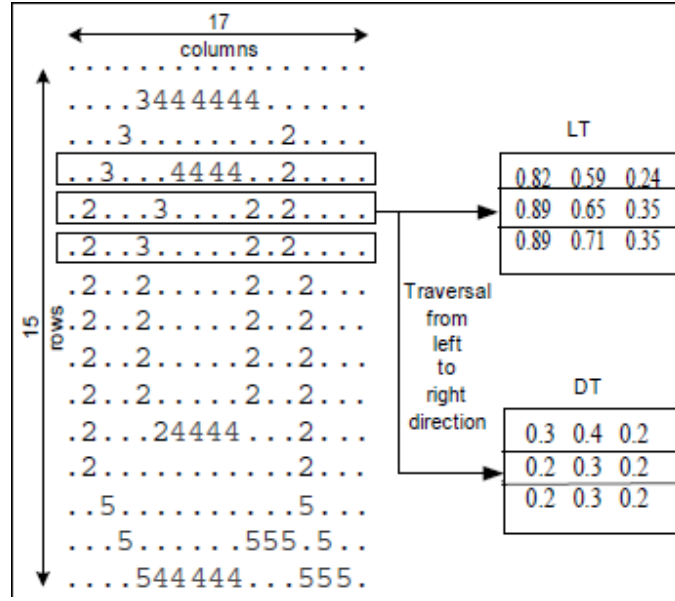 17
columns
.................
....3444444......
...3........2....
..3...4444..2....
.2...3....2.2....
.2..3.....2.2....
.2..2.....2..2...
.2..2.....2..2...
.2..2.....2..2...
.2..2.....2..2...
.2...24444...2...
.2...........2...
..5..........5...
...5......555.5..
....544444...555.
15
rows
Traversal
from
left
to
right
direction
LT
0.82 0.59 0.24
0.89 0.65 0.35
0.89 0.71 0.35
DT
0.3 0.4 0.2
0.2 0.3 0.2
0.2 0.3 0.2